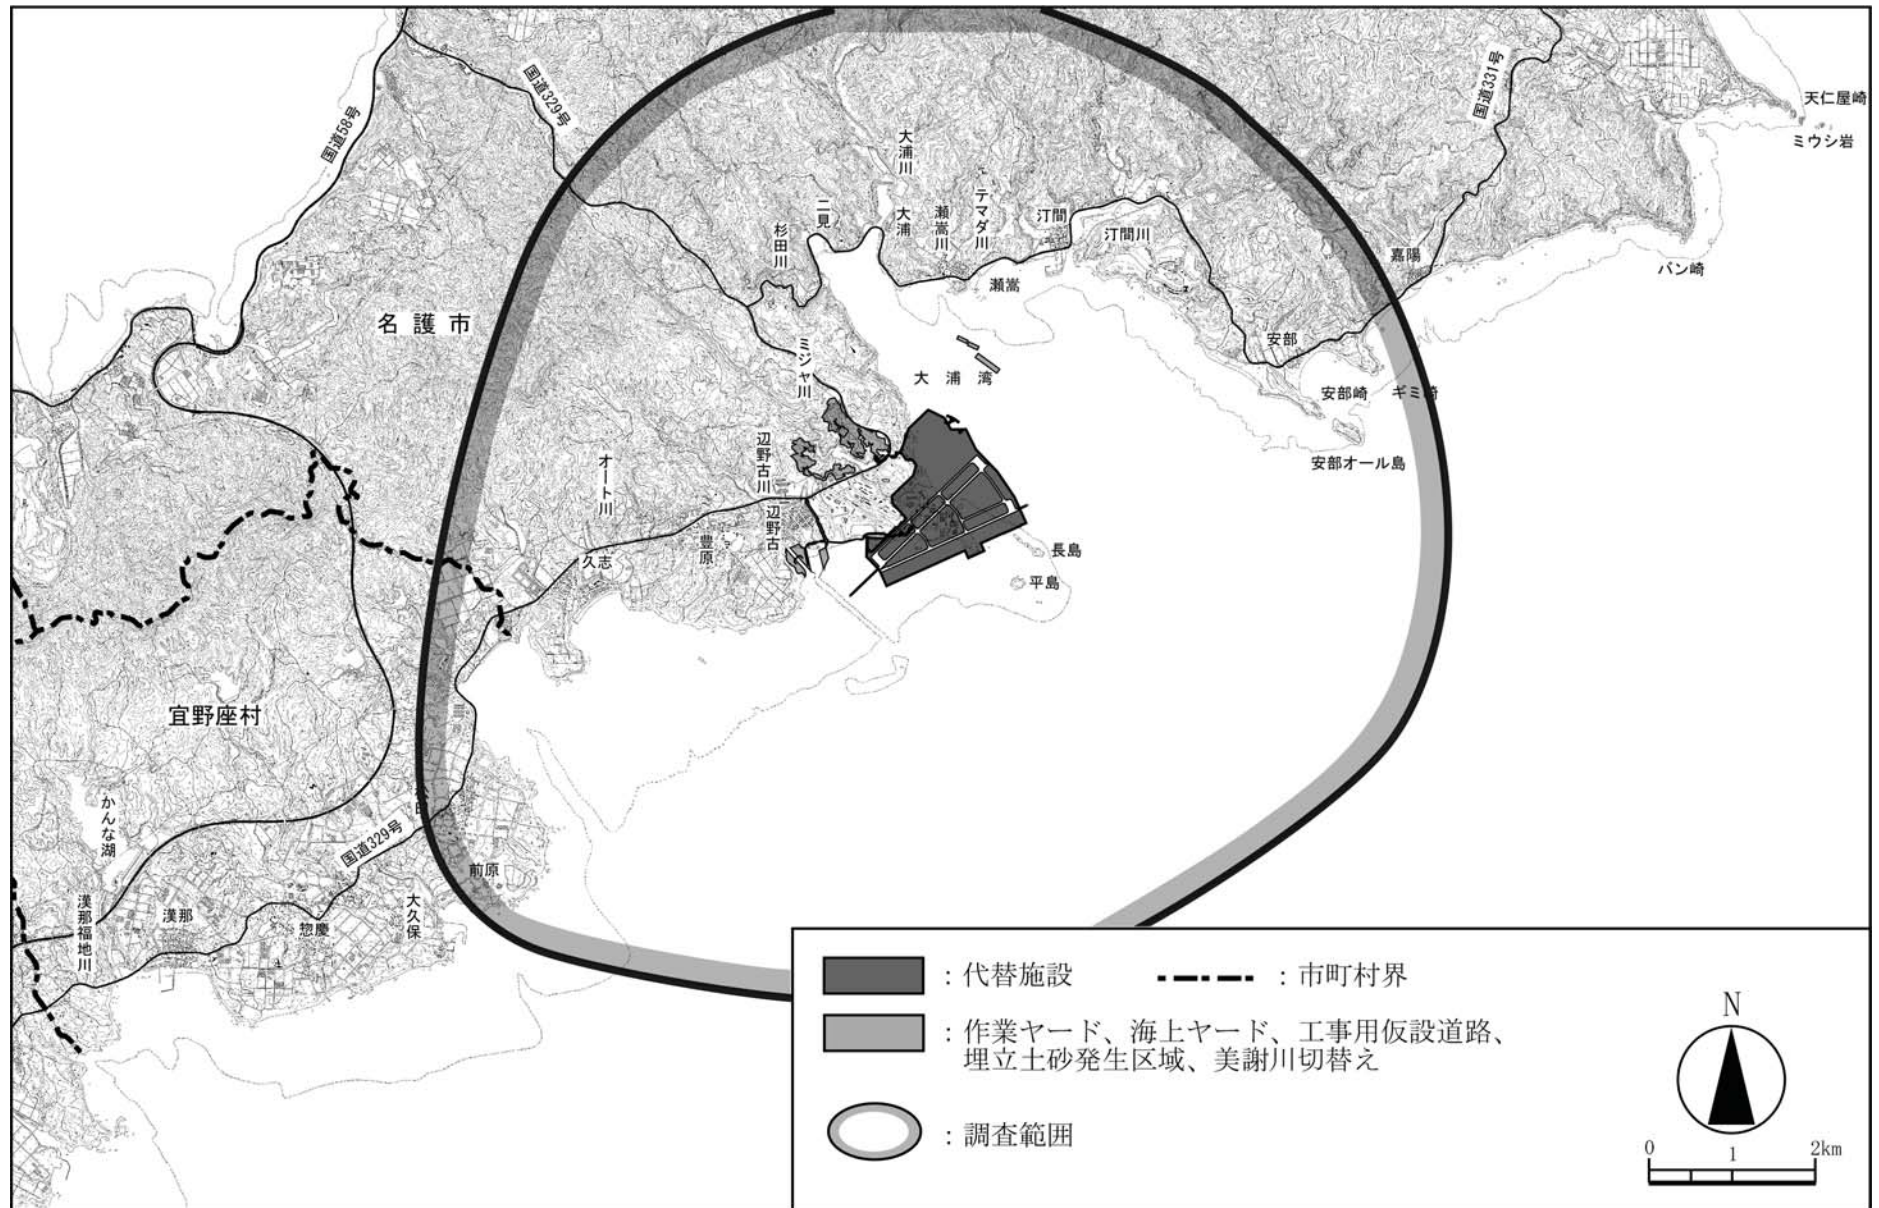 国道58号
国道329号
国道331号
天仁屋崎
ミウシ岩
バン崎
嘉陽
大浦川
大浦
二見
杉田川
瀬嵩川
テマダ川
汀間
汀間川
瀬嵩
安部
安部崎
ギミ崎
安部オール島
名護市
ミジャ川
大浦湾
辺野古川
辺野古
オート川
久志
豊原
長島
平島
宜野座村
かんな湖
国道329号
前原
漢那福地川
漢那
惣慶
大久保
:代替施設
:市町村界
:作業ヤード、海上ヤード、工事用仮設道路、
埋立土砂発生区域、美謝川切替え
:調査範囲
N
0 1 2km